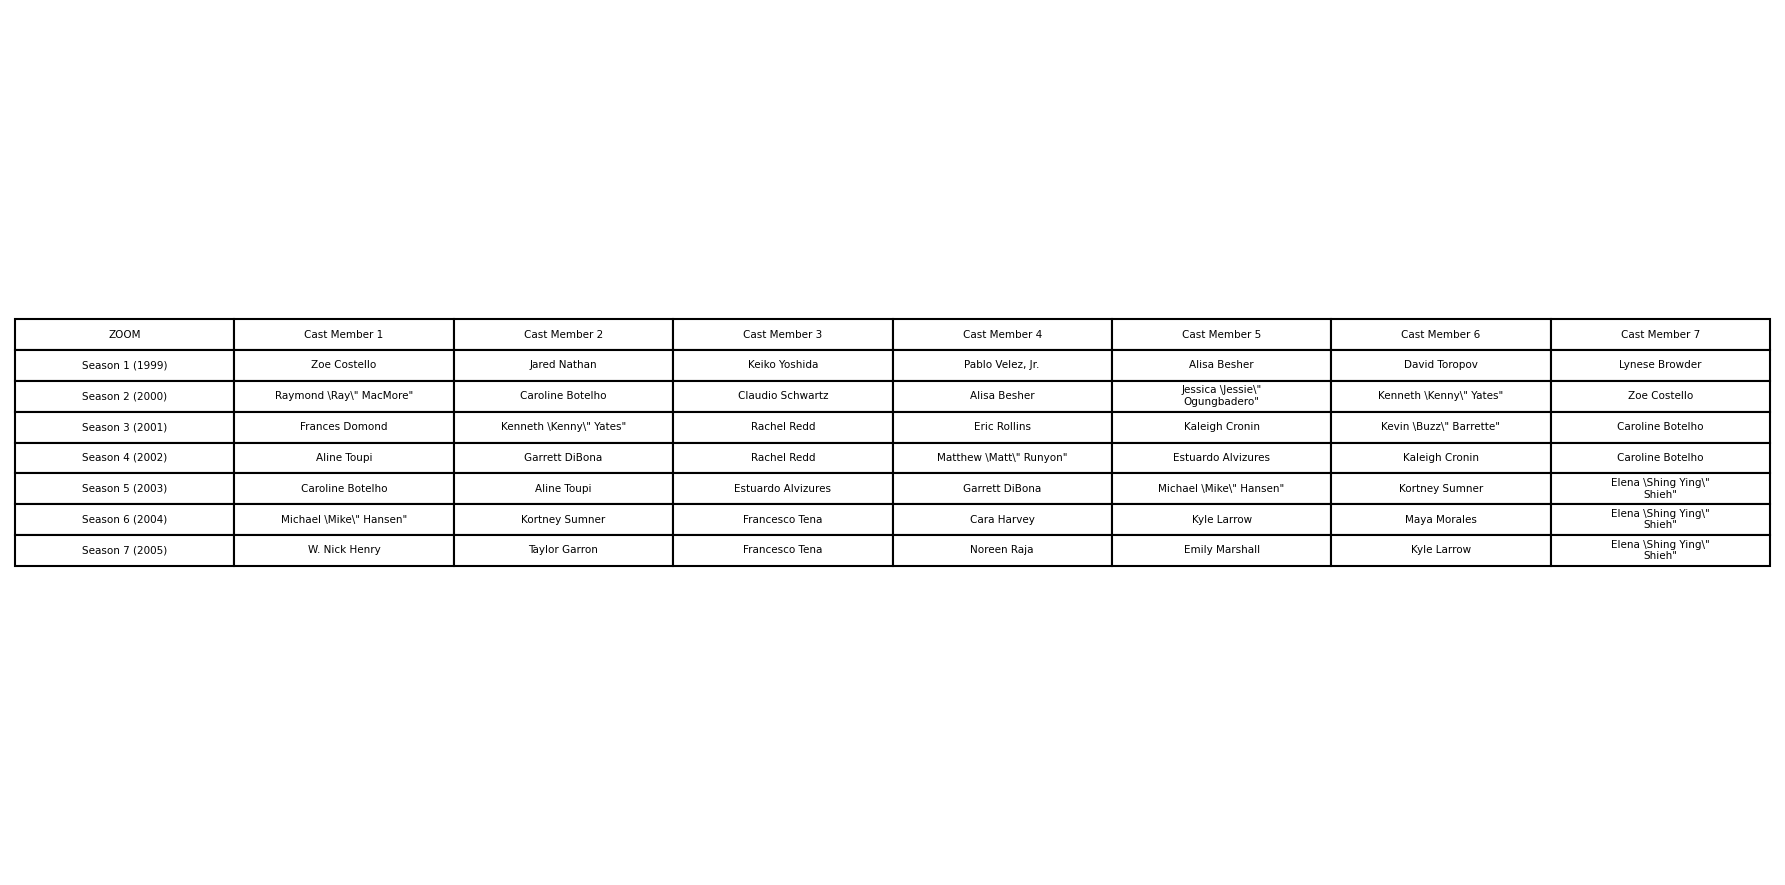 ZOOM Cast Member 1 Cast Member 2 Cast Member 3 Cast Member 4 Cast Member 5 Cast Member 6 Cast Member 7
Season 1 (1999) Zoe Costello Jared Nathan Keiko Yoshida Pablo Velez, Jr. Alisa Besher David Toropov Lynese Browder
Season 2 (2000) Raymond \Ray\" MacMore" Caroline Botelho Claudio Schwartz Alisa Besher Jessica \Jessie\"
Ogungbadero" Kenneth \Kenny\" Yates" Zoe Costello
Season 3 (2001) Frances Domond Kenneth \Kenny\" Yates" Rachel Redd Eric Rollins Kaleigh Cronin Kevin \Buzz\" Barrette" Caroline Botelho
Season 4 (2002) Aline Toupi Garrett DiBona Rachel Redd Matthew \Matt\" Runyon" Estuardo Alvizures Kaleigh Cronin Caroline Botelho
Season 5 (2003) Caroline Botelho Aline Toupi Estuardo Alvizures Garrett DiBona Michael \Mike\" Hansen" Kortney Sumner Elena \Shing Ying\"
Shieh"
Season 6 (2004) Michael \Mike\" Hansen" Kortney Sumner Francesco Tena Cara Harvey Kyle Larrow Maya Morales Elena \Shing Ying\"
Shieh"
Season 7 (2005) W. Nick Henry Taylor Garron Francesco Tena Noreen Raja Emily Marshall Kyle Larrow Elena \Shing Ying\"
Shieh"